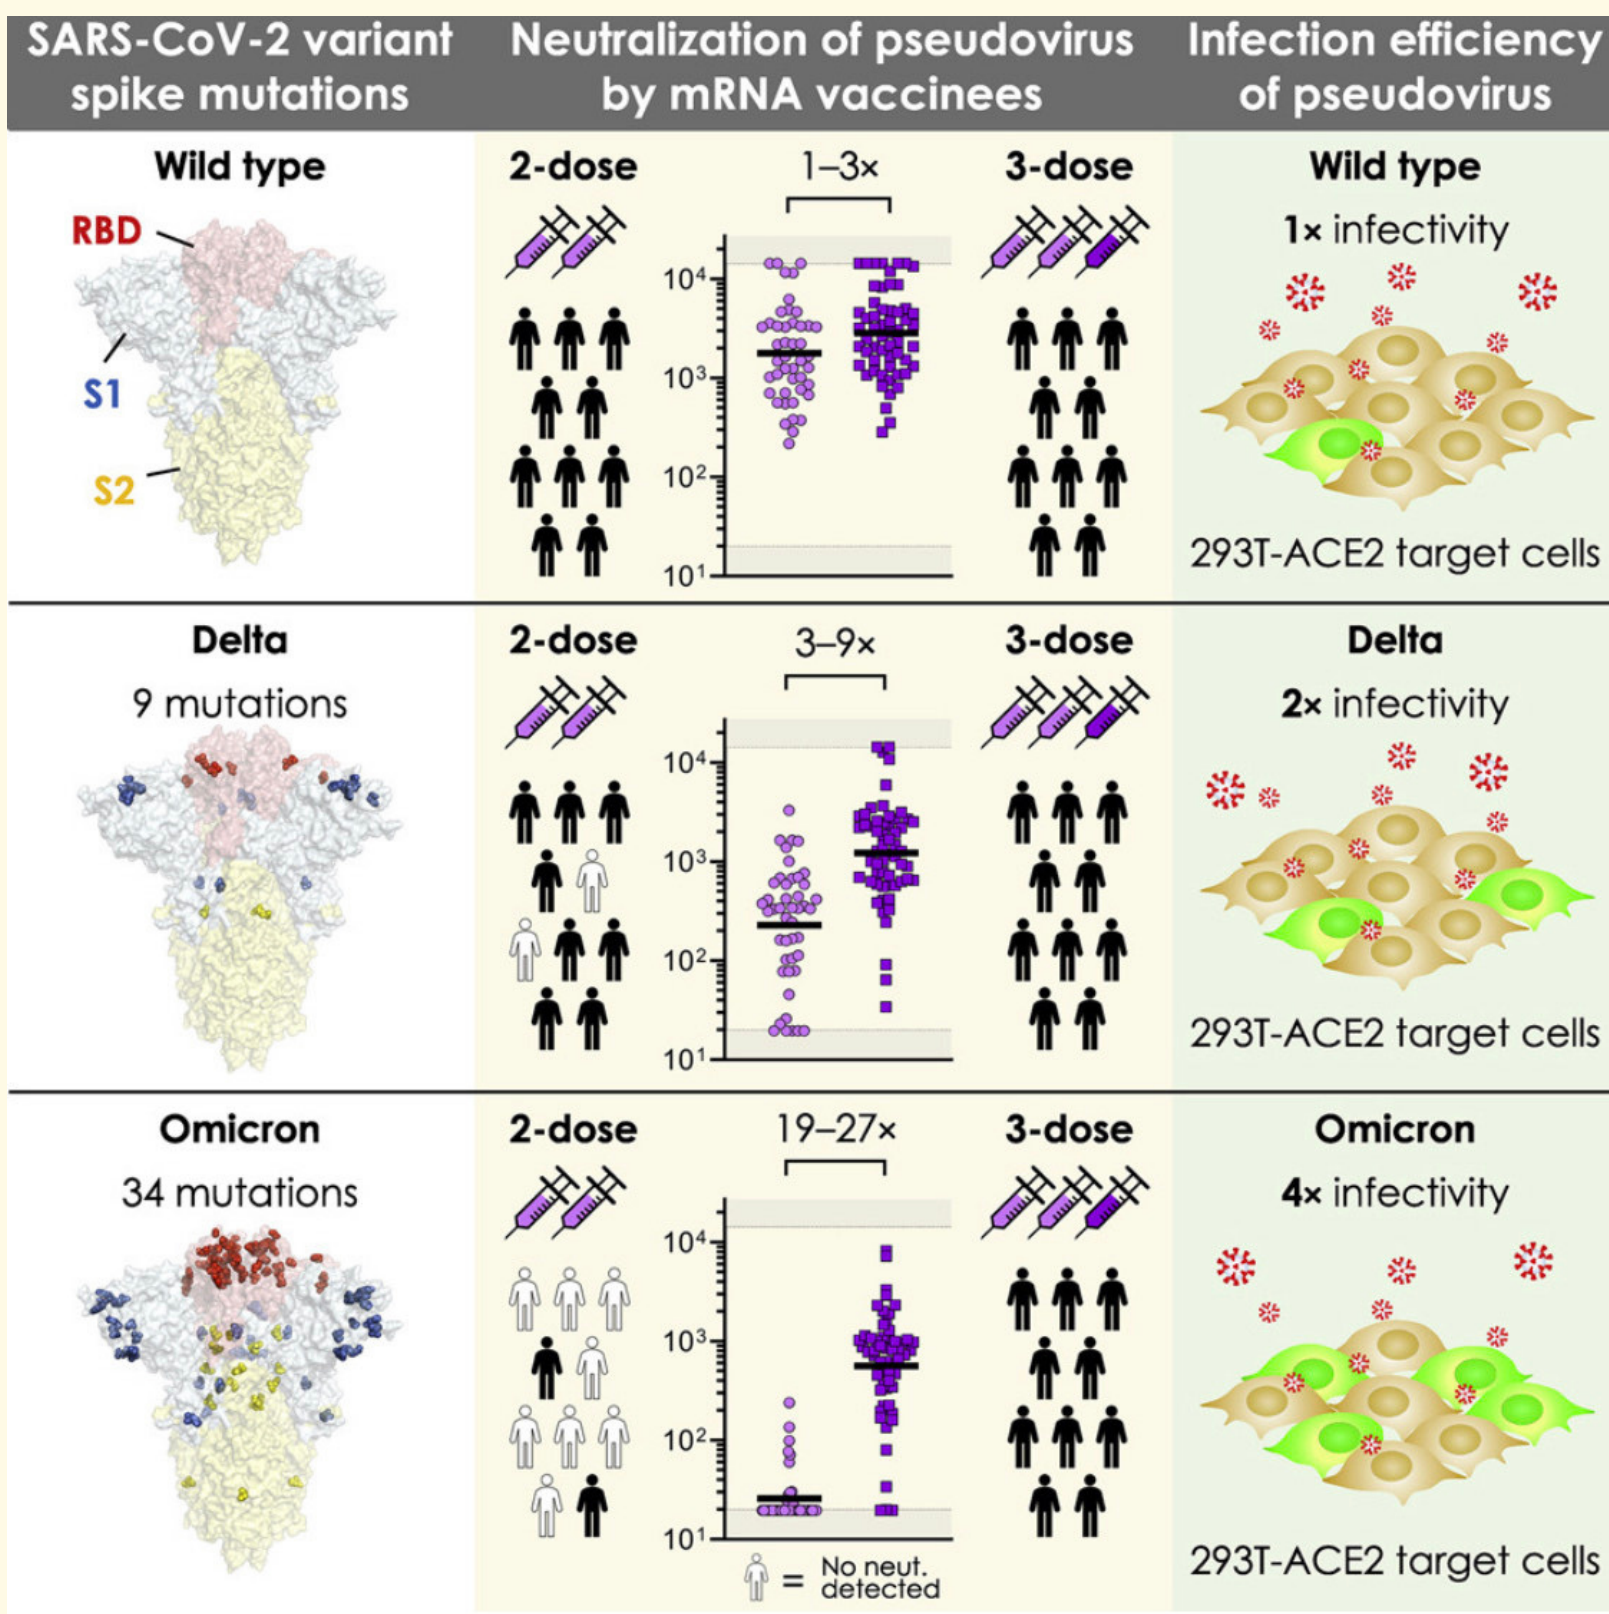 SARS-CoV-2 variant
spike mutations
Neutralization of pseudovirus
by mRNA vaccinees
Infection efficiency
of pseudovirus
Wild type
RBD
S1
S2
2-dose
1–3×
3-dose
10⁴
10³
10²
10¹
Wild type
1× infectivity
293T-ACE2 target cells
Delta
9 mutations
2-dose
3–9×
3-dose
10⁴
10³
10²
10¹
Delta
2× infectivity
293T-ACE2 target cells
Omicron
34 mutations
2-dose
19–27×
3-dose
10⁴
10³
10²
10¹
= No neut.
detected
Omicron
4× infectivity
293T-ACE2 target cells